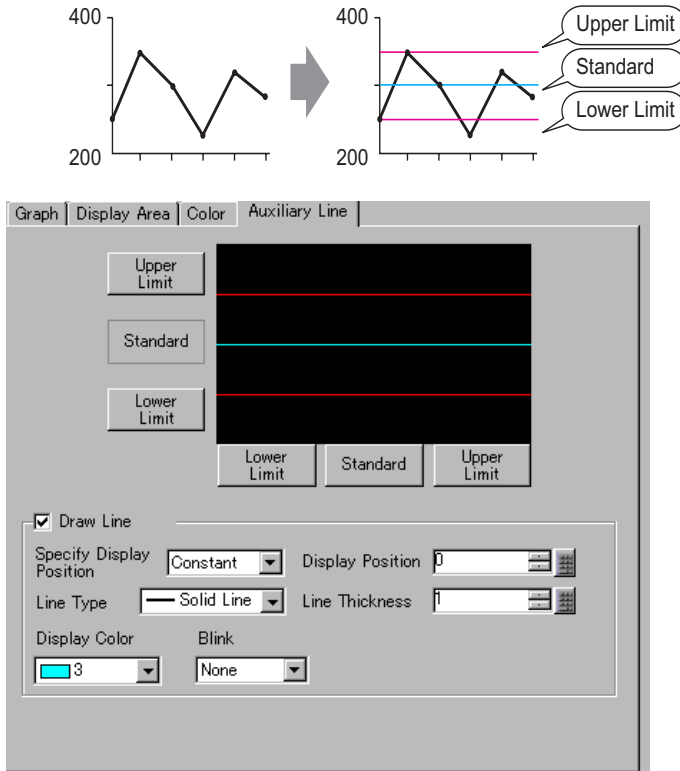 400
200
400
200
Upper Limit
Standard
Lower Limit
Graph
Display Area
Color
Auxiliary Line
Upper
Limit
Standard
Lower
Limit
Lower
Limit
Standard
Upper
Limit
Draw Line
Specify Display
Position
Constant
Display Position
0
Line Type
Solid Line
Line Thickness
1
Display Color
Blink
3
None